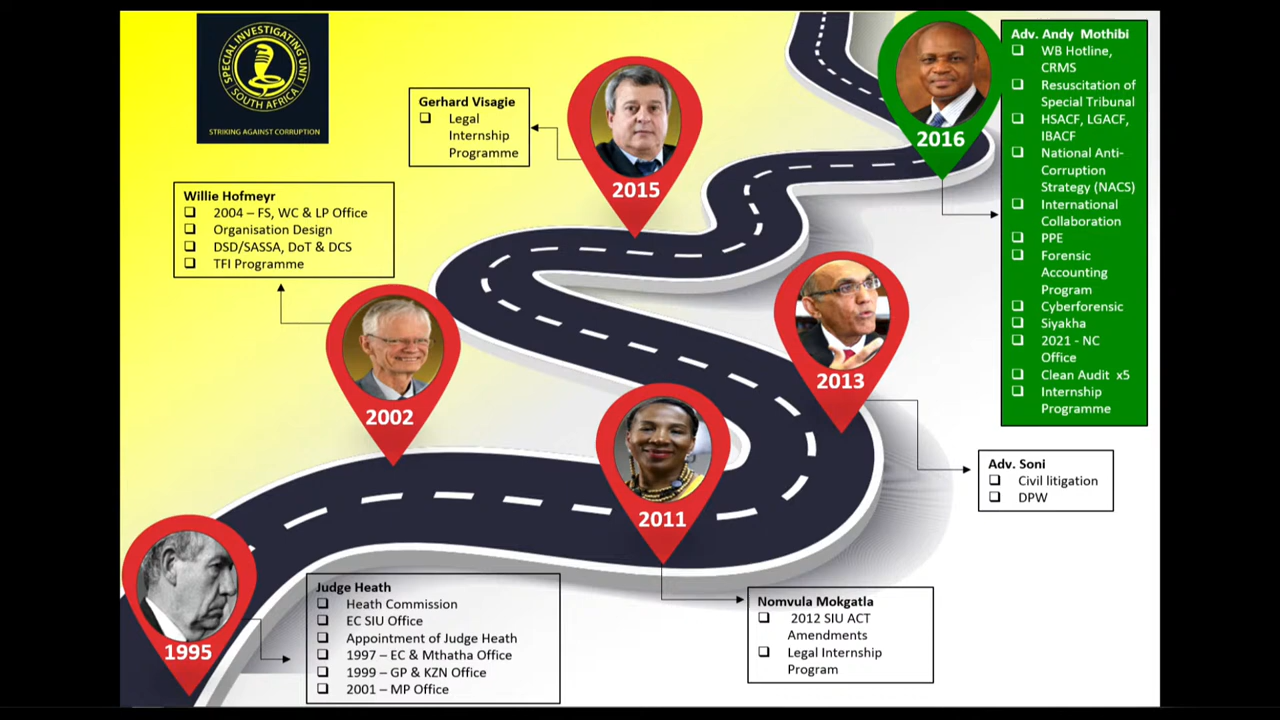 SPECIAL INVESTIGATING UNIT
SOUTH AFRICA
STRIKING AGAINST CORRUPTION
Adv. Andy Mothibi
WB Hotline,
CRMS
Resuscitation of
Special Tribunal
HSACF, LGACF,
IBACF
National Anti-
Corruption
Strategy (NACS)
International
Collaboration
PPE
Forensic
Accounting
Program
Cyberforensic
Siyakha
2021 - NC
Office
Clean Audit x5
Internship
Programme
2016
Gerhard Visagie
Legal
Internship
Programme
2015
Willie Hofmeyr
2004 – FS, WC & LP Office
Organisation Design
DSD/SASSA, DoT & DCS
TFI Programme
2002
2013
Adv. Soni
Civil litigation
DPW
2011
Nomvula Mokgatla
2012 SIU ACT
Amendments
Legal Internship
Program
1995
Judge Heath
Heath Commission
EC SIU Office
Appointment of Judge Heath
1997 – EC & Mthatha Office
1999 – GP & KZN Office
2001 – MP Office